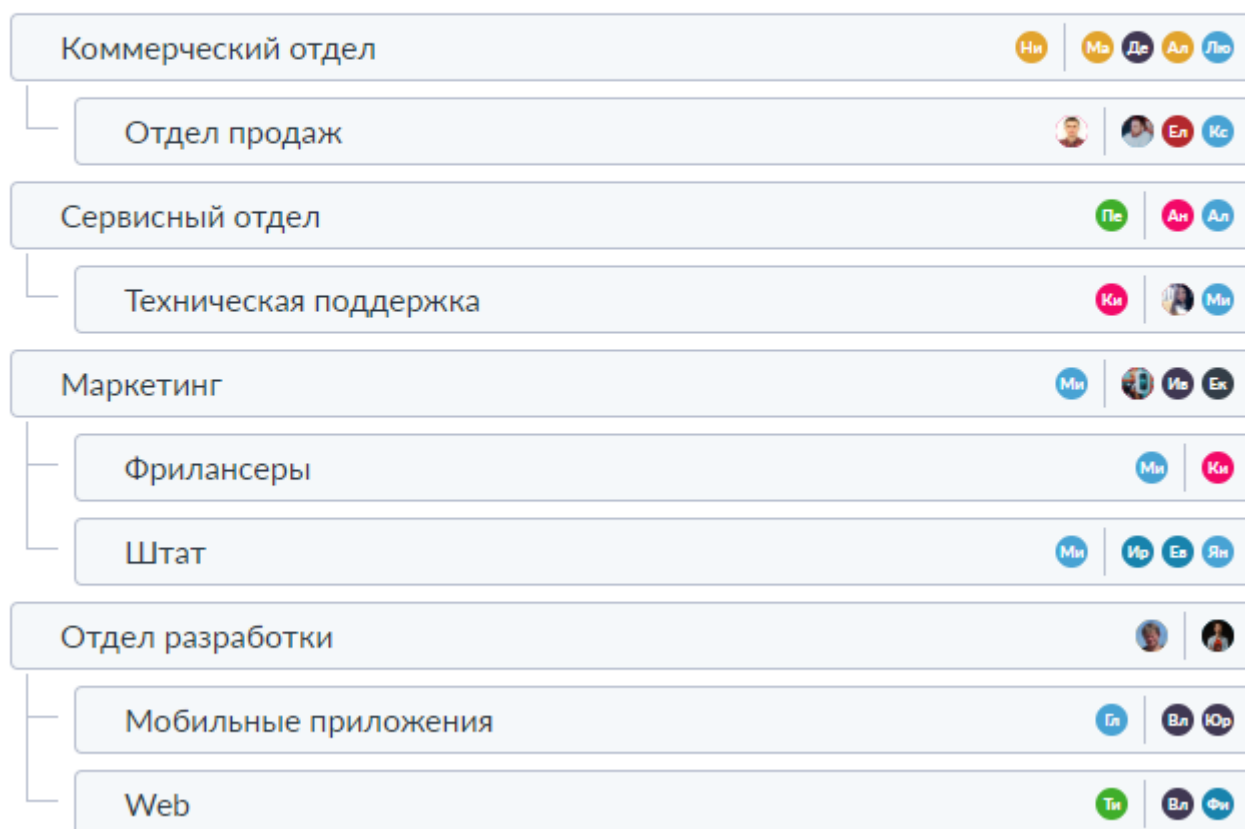 Коммерческий отдел Ни Ма Де Ал Лю
Отдел продаж Ел Кс
Сервисный отдел Пе Ан Ал
Техническая поддержка Ки Ми
Маркетинг Ми Ив Ек
Фрилансеры Ми Ки
Штат Ми Ир Ев Ян
Отдел разработки
Мобильные приложения Гл Вл Юр
Web Ти Вл Фи